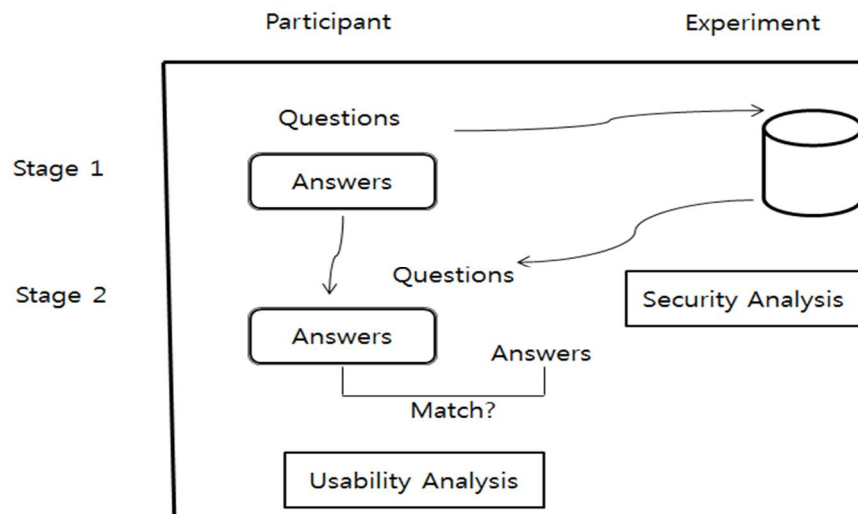 Participant
Experiment
Questions
Stage 1
Answers
Questions
Stage 2
Security Analysis
Answers
Answers
Match?
Usability Analysis